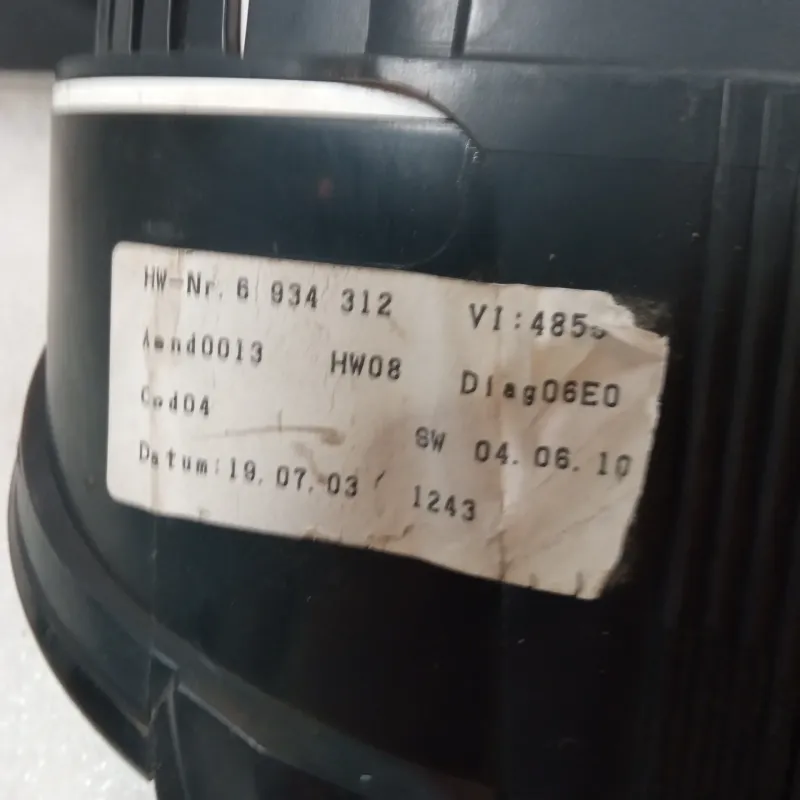 HW-Nr. 6 934 312 VI:485
Aend0013 HW08 Diag06E0
Cod04 SW 04.06.10
Datum:19.07.03 1243